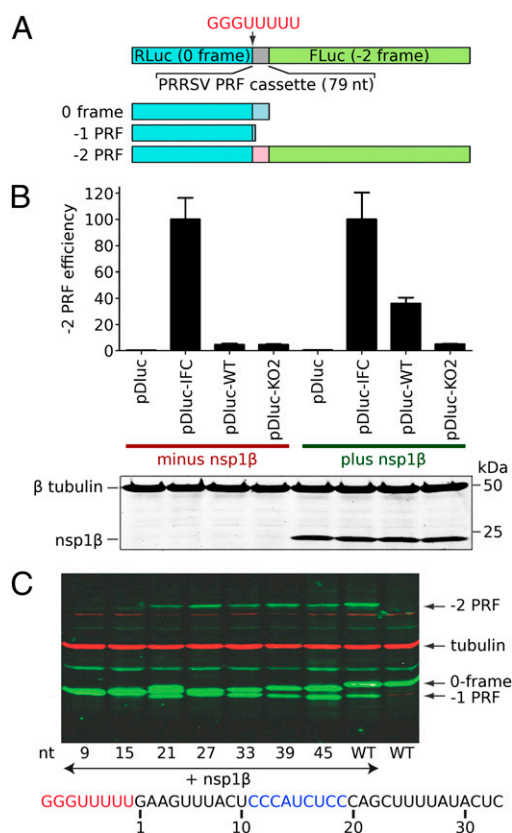 A
GGGUUUUU
RLuc (0 frame)
FLuc (-2 frame)
PRRSV PRF cassette (79 nt)
0 frame
-1 PRF
-2 PRF
B
-2 PRF efficiency
120
100
80
60
40
20
0
pDluc
pDluc-IFC
pDluc-WT
pDluc-KO2
pDluc
pDluc-IFC
pDluc-WT
pDluc-KO2
minus nsp1β
plus nsp1β
kDa
β tubulin
50
nsp1β
25
C
-2 PRF
tubulin
0-frame
-1 PRF
nt 9 15 21 27 33 39 45 WT WT
+ nsp1β
GGGUUUUUGAAGUUUACUCCCAUCUCCCAGCUUUUAUACUC
1 10 20 30